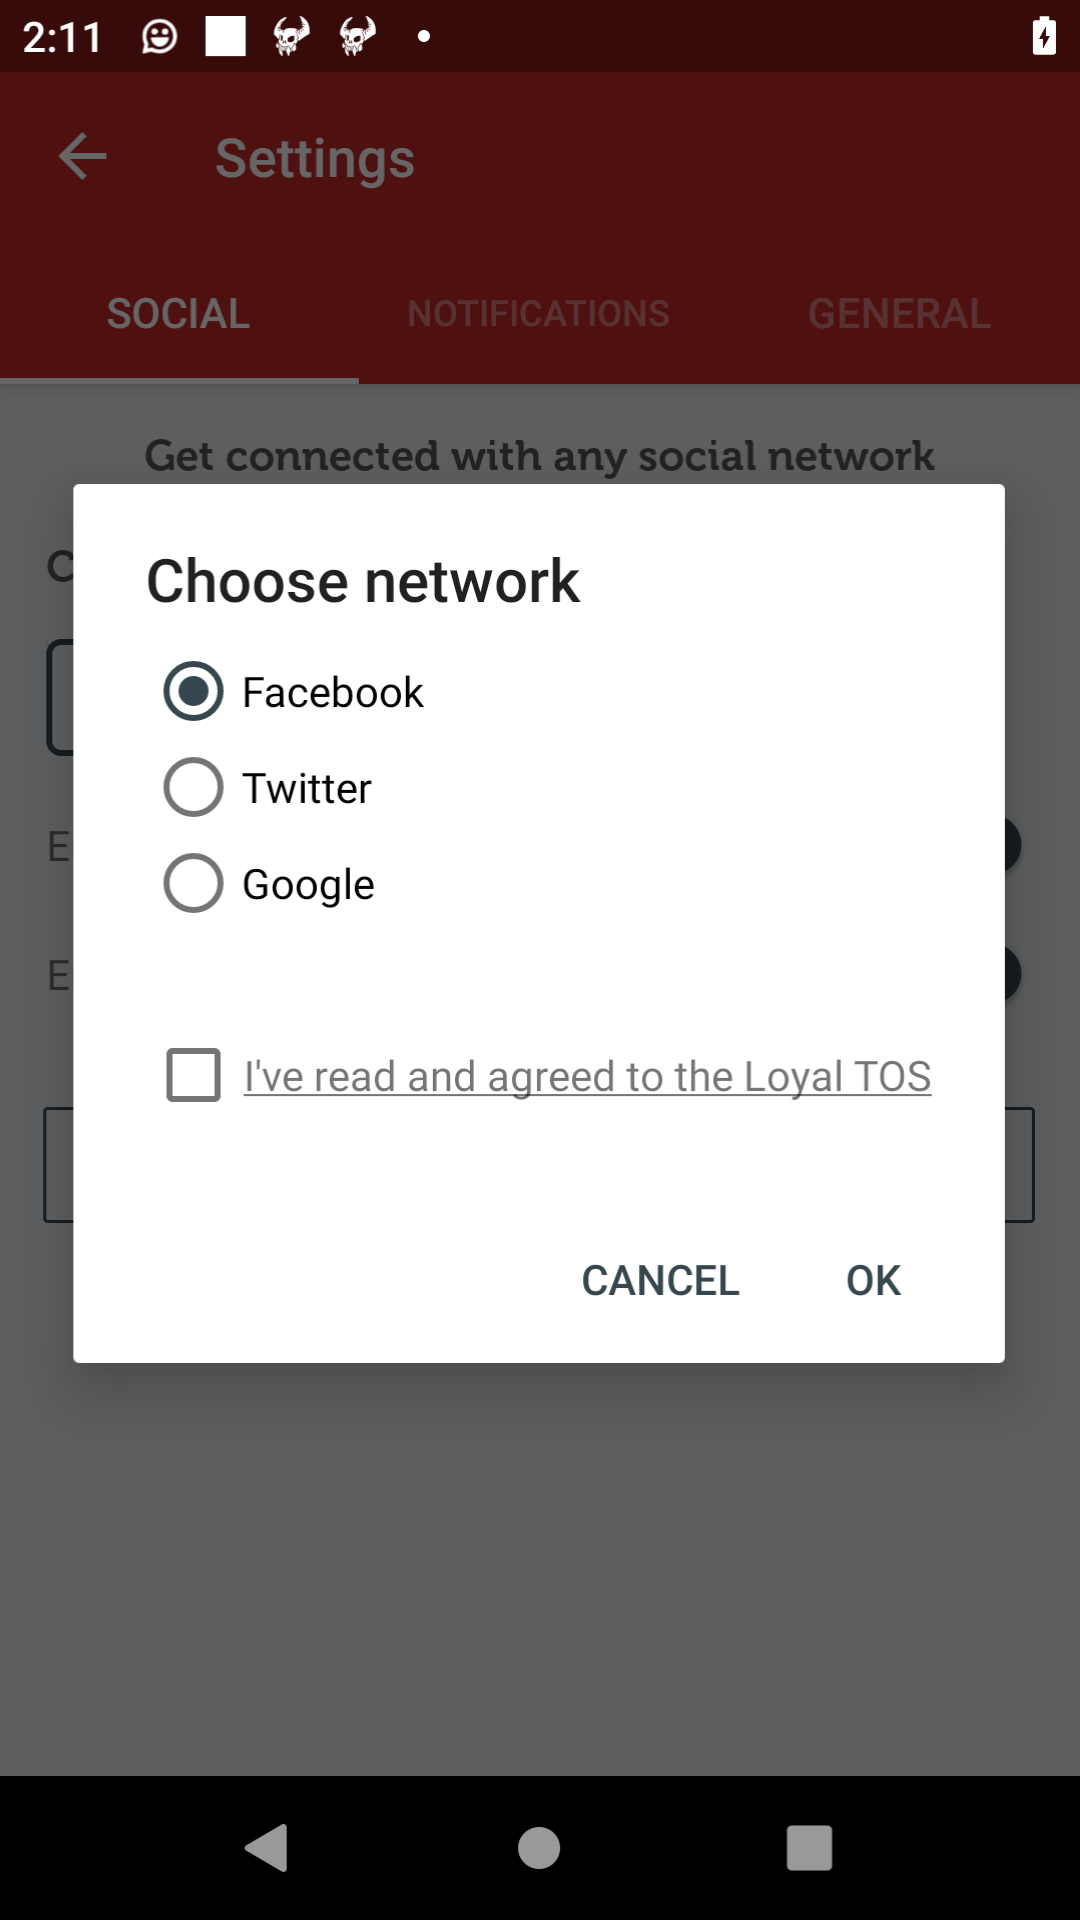 2:11
Settings
SOCIAL NOTIFICATIONS GENERAL
Get connected with any social network
Choose network
Facebook
Twitter
Google
I've read and agreed to the Loyal TOS
CANCEL OK